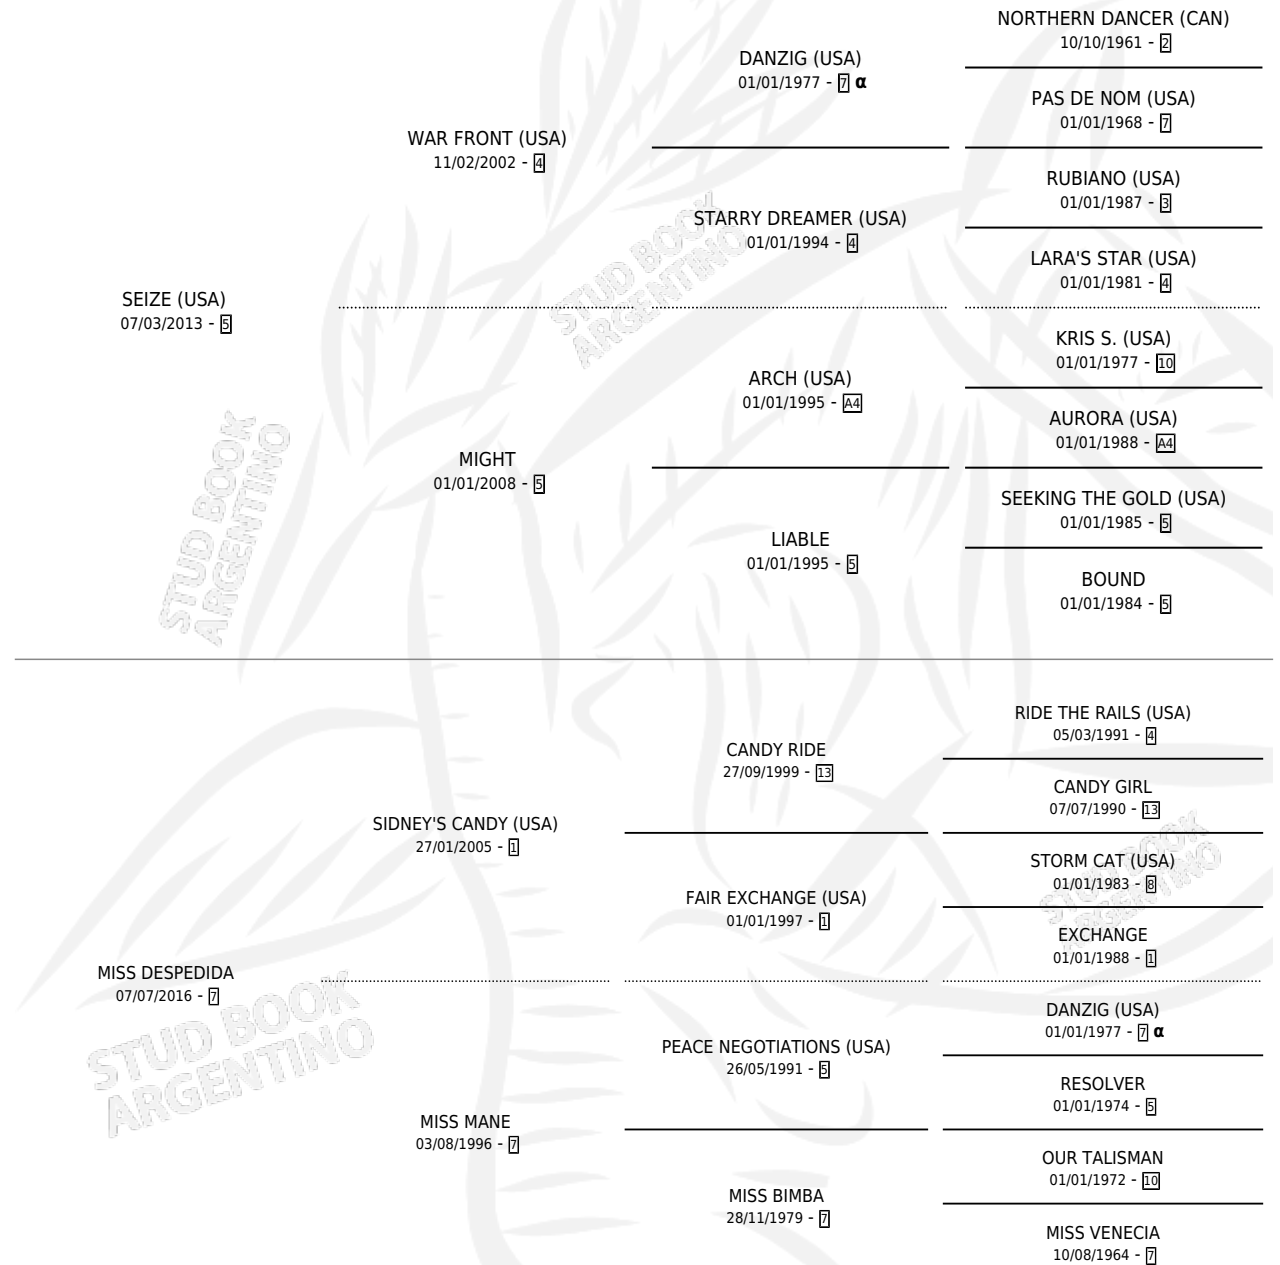 NORTHERN DANCER (CAN)
10/10/1961 - 2
DANZIG (USA)
01/01/1977 - 7 α
PAS DE NOM (USA)
01/01/1968 - 7
WAR FRONT (USA)
11/02/2002 - 4
RUBIANO (USA)
01/01/1987 - 3
STARRY DREAMER (USA)
01/01/1994 - 4
LARA'S STAR (USA)
01/01/1981 - 4
SEIZE (USA)
07/03/2013 - 5
KRIS S. (USA)
01/01/1977 - 10
ARCH (USA)
01/01/1995 - A4
AURORA (USA)
01/01/1988 - A4
MIGHT
01/01/2008 - 5
SEEKING THE GOLD (USA)
01/01/1985 - 5
LIABLE
01/01/1995 - 5
BOUND
01/01/1984 - 5
RIDE THE RAILS (USA)
05/03/1991 - 4
CANDY RIDE
27/09/1999 - 13
CANDY GIRL
07/07/1990 - 13
SIDNEY'S CANDY (USA)
27/01/2005 - 1
STORM CAT (USA)
01/01/1983 - 8
FAIR EXCHANGE (USA)
01/01/1997 - 1
EXCHANGE
01/01/1988 - 1
MISS DESPEDIDA
07/07/2016 - 7
DANZIG (USA)
01/01/1977 - 7 α
PEACE NEGOTIATIONS (USA)
26/05/1991 - 5
RESOLVER
01/01/1974 - 5
MISS MANE
03/08/1996 - 7
OUR TALISMAN
01/01/1972 - 10
MISS BIMBA
28/11/1979 - 7
MISS VENECIA
10/08/1964 - 7
STUD BOOK
ARGENTINO
STUD BOOK
ARGENTINO
STUD BOOK
ARGENTINO
STUD BOOK
ARGENTINO